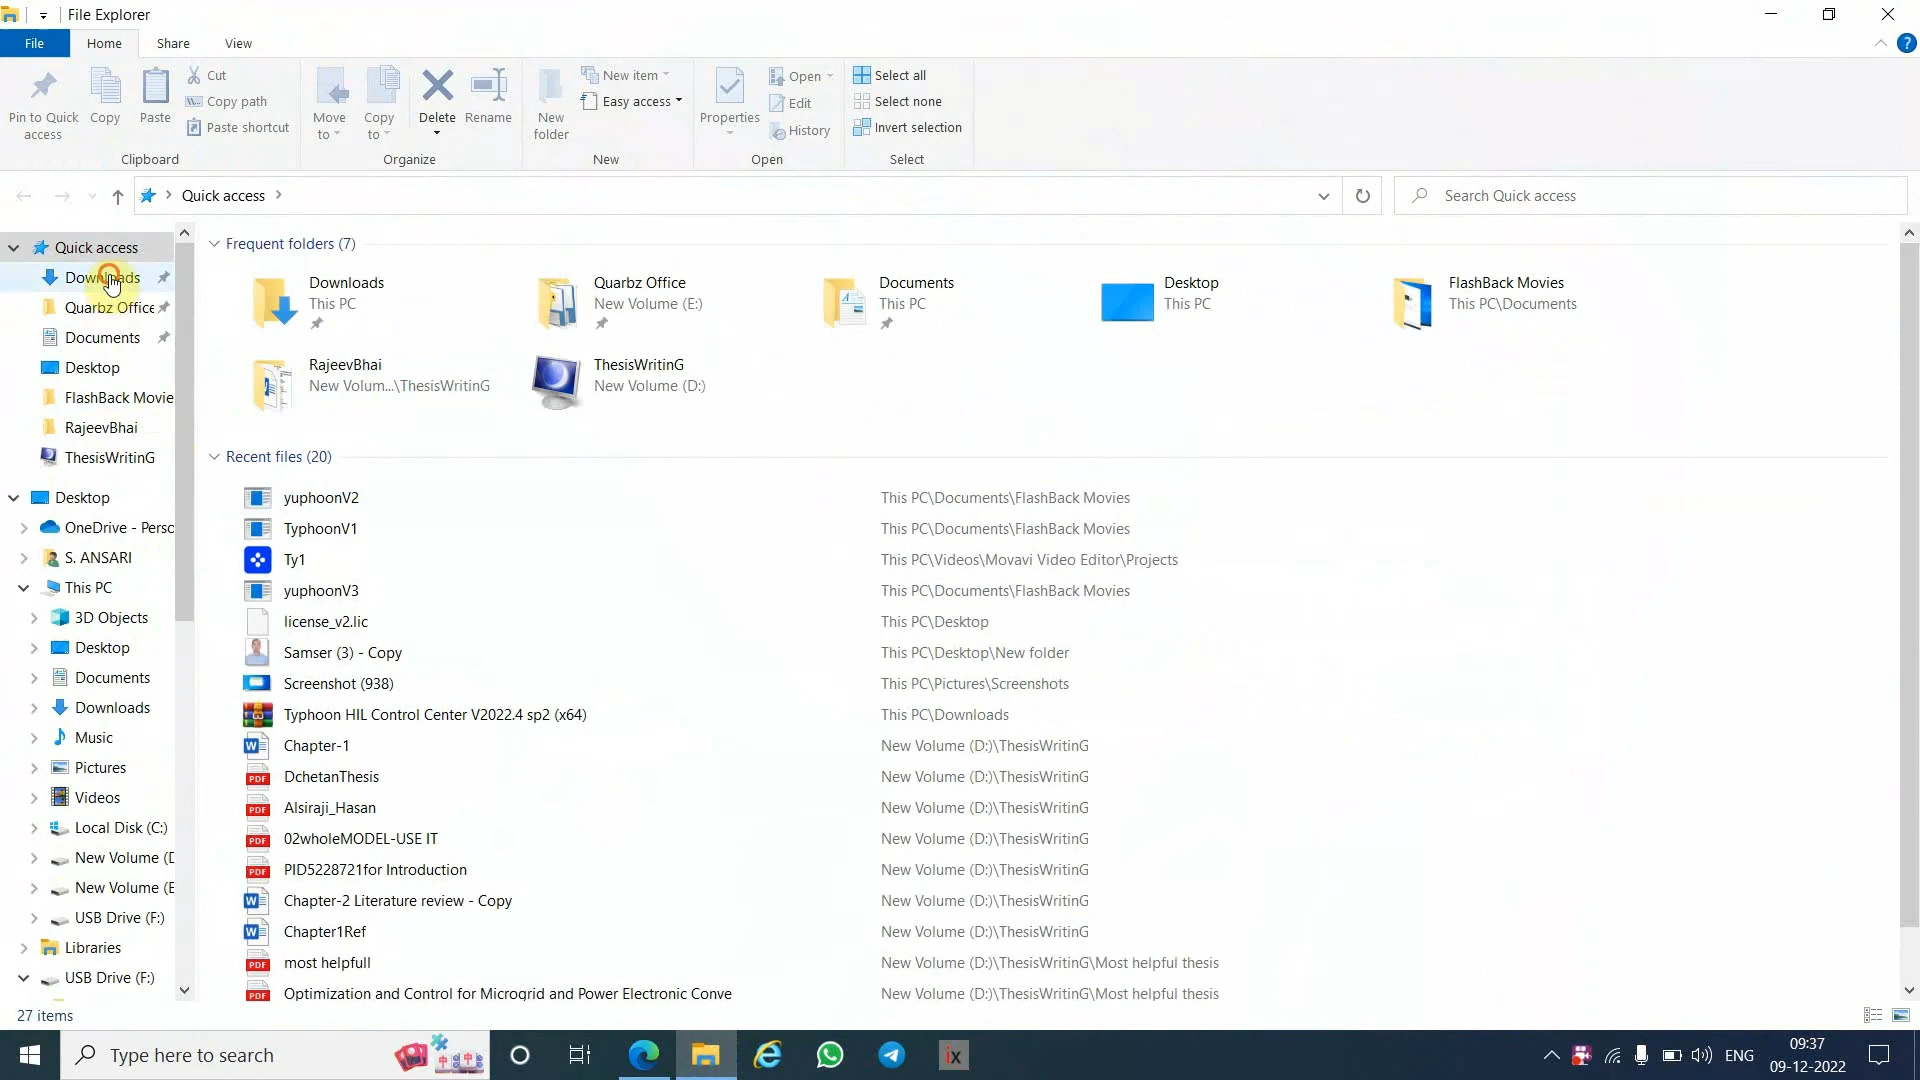 File Explorer
File Home Share View
Pin to Quick access
Copy
Paste
Cut
Copy path
Paste shortcut
Clipboard
Move to
Copy to
Delete
Rename
Organize
New folder
New item
Easy access
New
Properties
Open
Edit
History
Open
Select all
Select none
Invert selection
Select
Quick access
Search Quick access
Quick access
Downloads
Quarbz Office
Documents
Desktop
FlashBack Movie
RajeevBhai
ThesisWritinG
Desktop
OneDrive - Perso
S. ANSARI
This PC
3D Objects
Desktop
Documents
Downloads
Music
Pictures
Videos
Local Disk (C:)
New Volume (D
New Volume (E
USB Drive (F:)
Libraries
USB Drive (F:)
Frequent folders (7)
Downloads
This PC
Quarbz Office
New Volume (E:)
Documents
This PC
Desktop
This PC
FlashBack Movies
This PC\Documents
RajeevBhai
New Volum...\ThesisWritinG
ThesisWritinG
New Volume (D:)
Recent files (20)
yuphoonV2 This PC\Documents\FlashBack Movies
TyphoonV1 This PC\Documents\FlashBack Movies
Ty1 This PC\Videos\Movavi Video Editor\Projects
yuphoonV3 This PC\Documents\FlashBack Movies
license_v2.lic This PC\Desktop
Samser (3) - Copy This PC\Desktop\New folder
Screenshot (938) This PC\Pictures\Screenshots
Typhoon HIL Control Center V2022.4 sp2 (x64) This PC\Downloads
Chapter-1 New Volume (D:)\ThesisWritinG
DchetanThesis New Volume (D:)\ThesisWritinG
Alsiraji_Hasan New Volume (D:)\ThesisWritinG
02wholeMODEL-USE IT New Volume (D:)\ThesisWritinG
PID5228721for Introduction New Volume (D:)\ThesisWritinG
Chapter-2 Literature review - Copy New Volume (D:)\ThesisWritinG
Chapter1Ref New Volume (D:)\ThesisWritinG
most helpfull New Volume (D:)\ThesisWritinG\Most helpful thesis
Optimization and Control for Microgrid and Power Electronic Conve New Volume (D:)\ThesisWritinG\Most helpful thesis
27 items
Type here to search
ix
ENG
09:37
09-12-2022